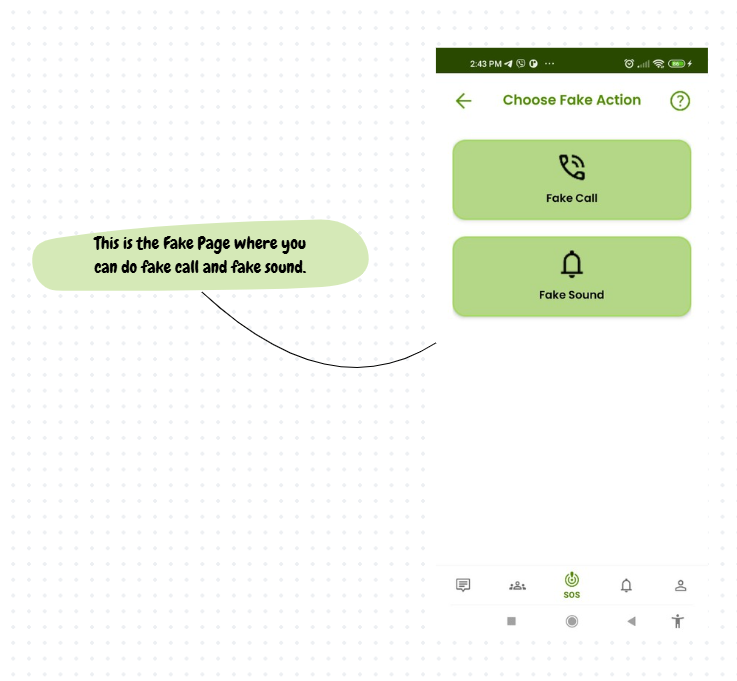 2:43 PM
Choose Fake Action
Fake Call
This is the Fake Page where you
can do fake call and fake sound.
Fake Sound
SOS